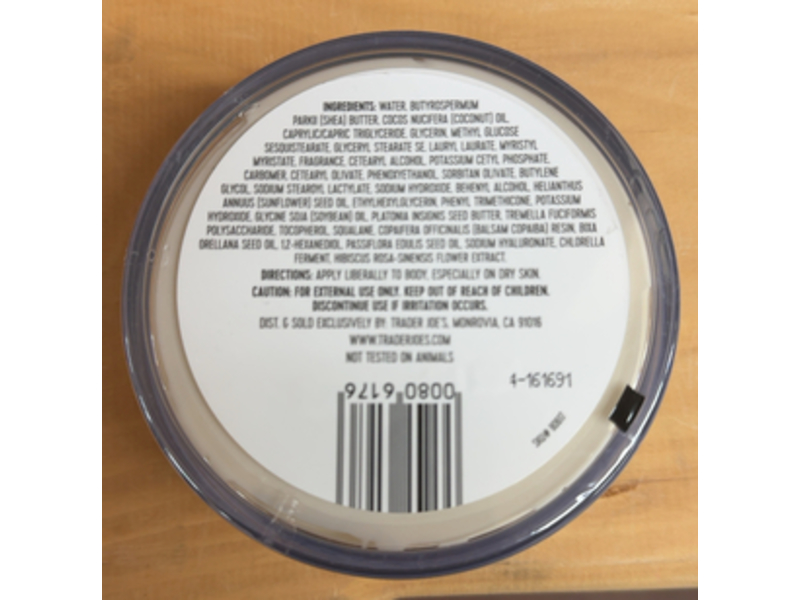 INGREDIENTS: WATER, BUTYROSPERMUM
PARKII (SHEA) BUTTER, COCOS NUCIFERA (COCONUT) OIL,
CAPRYLIC/CAPRIC TRIGLYCERIDE, GLYCERIN, METHYL GLUCOSE
SESQUISTEARATE, GLYCERYL STEARATE SE, LAURYL LAURATE, MYRISTYL
MYRISTATE, FRAGRANCE, CETEARYL ALCOHOL, POTASSIUM CETYL PHOSPHATE,
CARBOMER, CETEARYL OLIVATE, PHENOXYETHANOL, SORBITAN OLIVATE, BUTYLENE
GLYCOL, SODIUM STEAROYL LACTYLATE, SODIUM HYDROXIDE, BEHENYL ALCOHOL, HELIANTHUS
ANNUUS (SUNFLOWER) SEED OIL, ETHYLHEXYLGLYCERIN, PHENYL TRIMETHICONE, POTASSIUM
HYDROXIDE, GLYCINE SOJA (SOYBEAN) OIL, PLATONIA INSIGNIS SEED BUTTER, TREMELLA FUCIFORMIS
POLYSACCHARIDE, TOCOPHEROL, SQUALANE, COPAIFERA OFFICINALIS (BALSAM COPAIBA) RESIN, BIXA
ORELLANA SEED OIL, 1,2-HEXANEDIOL, PASSIFLORA EDULIS SEED OIL, SODIUM HYALURONATE, CHLORELLA
FERMENT, HIBISCUS ROSA-SINENSIS FLOWER EXTRACT.
DIRECTIONS: APPLY LIBERALLY TO BODY, ESPECIALLY ON DRY SKIN.
CAUTION: FOR EXTERNAL USE ONLY. KEEP OUT OF REACH OF CHILDREN.
DISCONTINUE USE IF IRRITATION OCCURS.
DIST. & SOLD EXCLUSIVELY BY: TRADER JOE'S, MONROVIA, CA 91016
WWW.TRADERJOES.COM
NOT TESTED ON ANIMALS
4-161691
0080 6176
SKU#